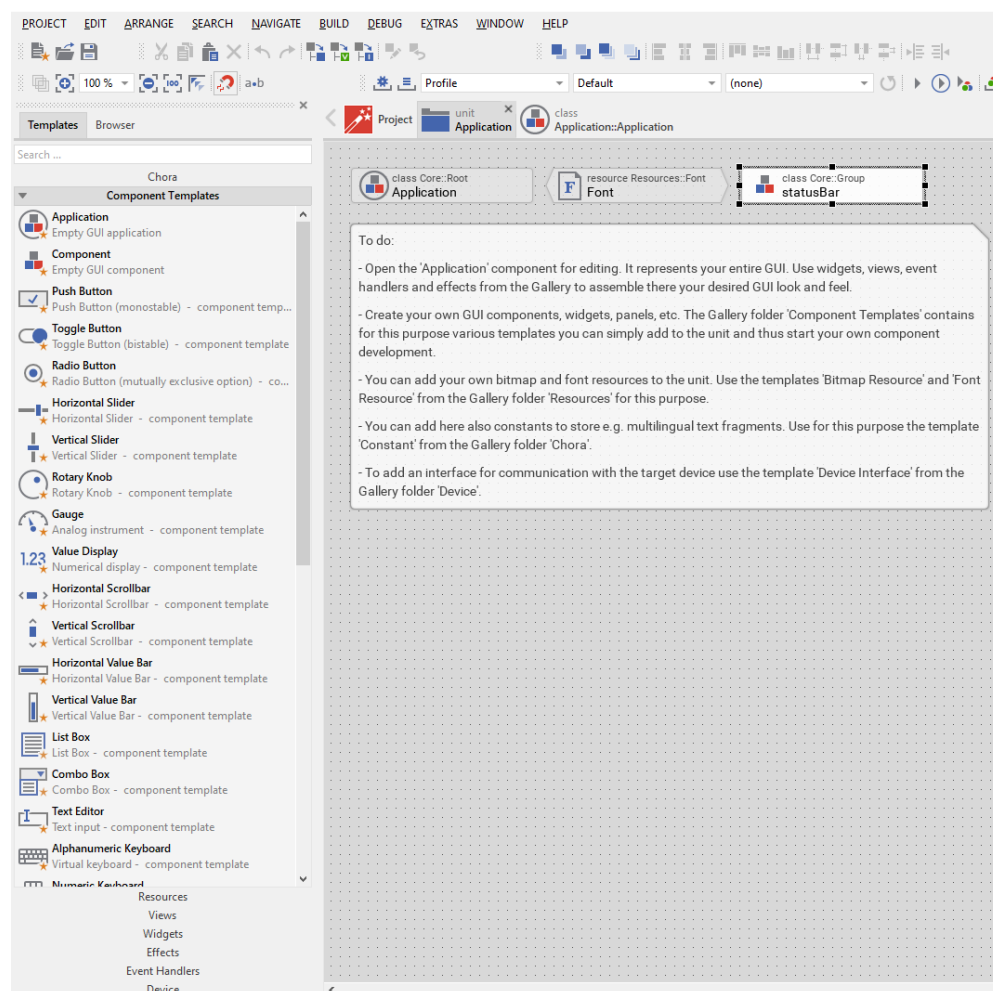 PROJECT EDIT ARRANGE SEARCH NAVIGATE BUILD DEBUG EXTRAS WINDOW HELP
100 % a•b Profile Default (none)
Templates Browser
Project
unit
Application
class
Application::Application
Search ...
Chora
Component Templates
Application
Empty GUI application
Component
Empty GUI component
Push Button
Push Button (monostable) - component temp...
Toggle Button
Toggle Button (bistable) - component template
Radio Button
Radio Button (mutually exclusive option) - co...
Horizontal Slider
Horizontal Slider - component template
Vertical Slider
Vertical Slider - component template
Rotary Knob
Rotary Knob - component template
Gauge
Analog instrument - component template
1.23
Value Display
Numerical display - component template
Horizontal Scrollbar
Horizontal Scrollbar - component template
Vertical Scrollbar
Vertical Scrollbar - component template
Horizontal Value Bar
Horizontal Value Bar - component template
Vertical Value Bar
Vertical Value Bar - component template
List Box
List Box - component template
Combo Box
Combo Box - component template
Text Editor
Text input - component template
Alphanumeric Keyboard
Virtual keyboard - component template
Numeric Keyboard
Resources
Views
Widgets
Effects
Event Handlers
Device
class Core::Root
Application
F
resource Resources::Font
Font
class Core::Group
statusBar
To do:
- Open the 'Application' component for editing. It represents your entire GUI. Use widgets, views, event
handlers and effects from the Gallery to assemble there your desired GUI look and feel.
- Create your own GUI components, widgets, panels, etc. The Gallery folder 'Component Templates' contains
for this purpose various templates you can simply add to the unit and thus start your own component
development.
- You can add your own bitmap and font resources to the unit. Use the templates 'Bitmap Resource' and 'Font
Resource' from the Gallery folder 'Resources' for this purpose.
- You can add here also constants to store e.g. multilingual text fragments. Use for this purpose the template
'Constant' from the Gallery folder 'Chora'.
- To add an interface for communication with the target device use the template 'Device Interface' from the
Gallery folder 'Device'.